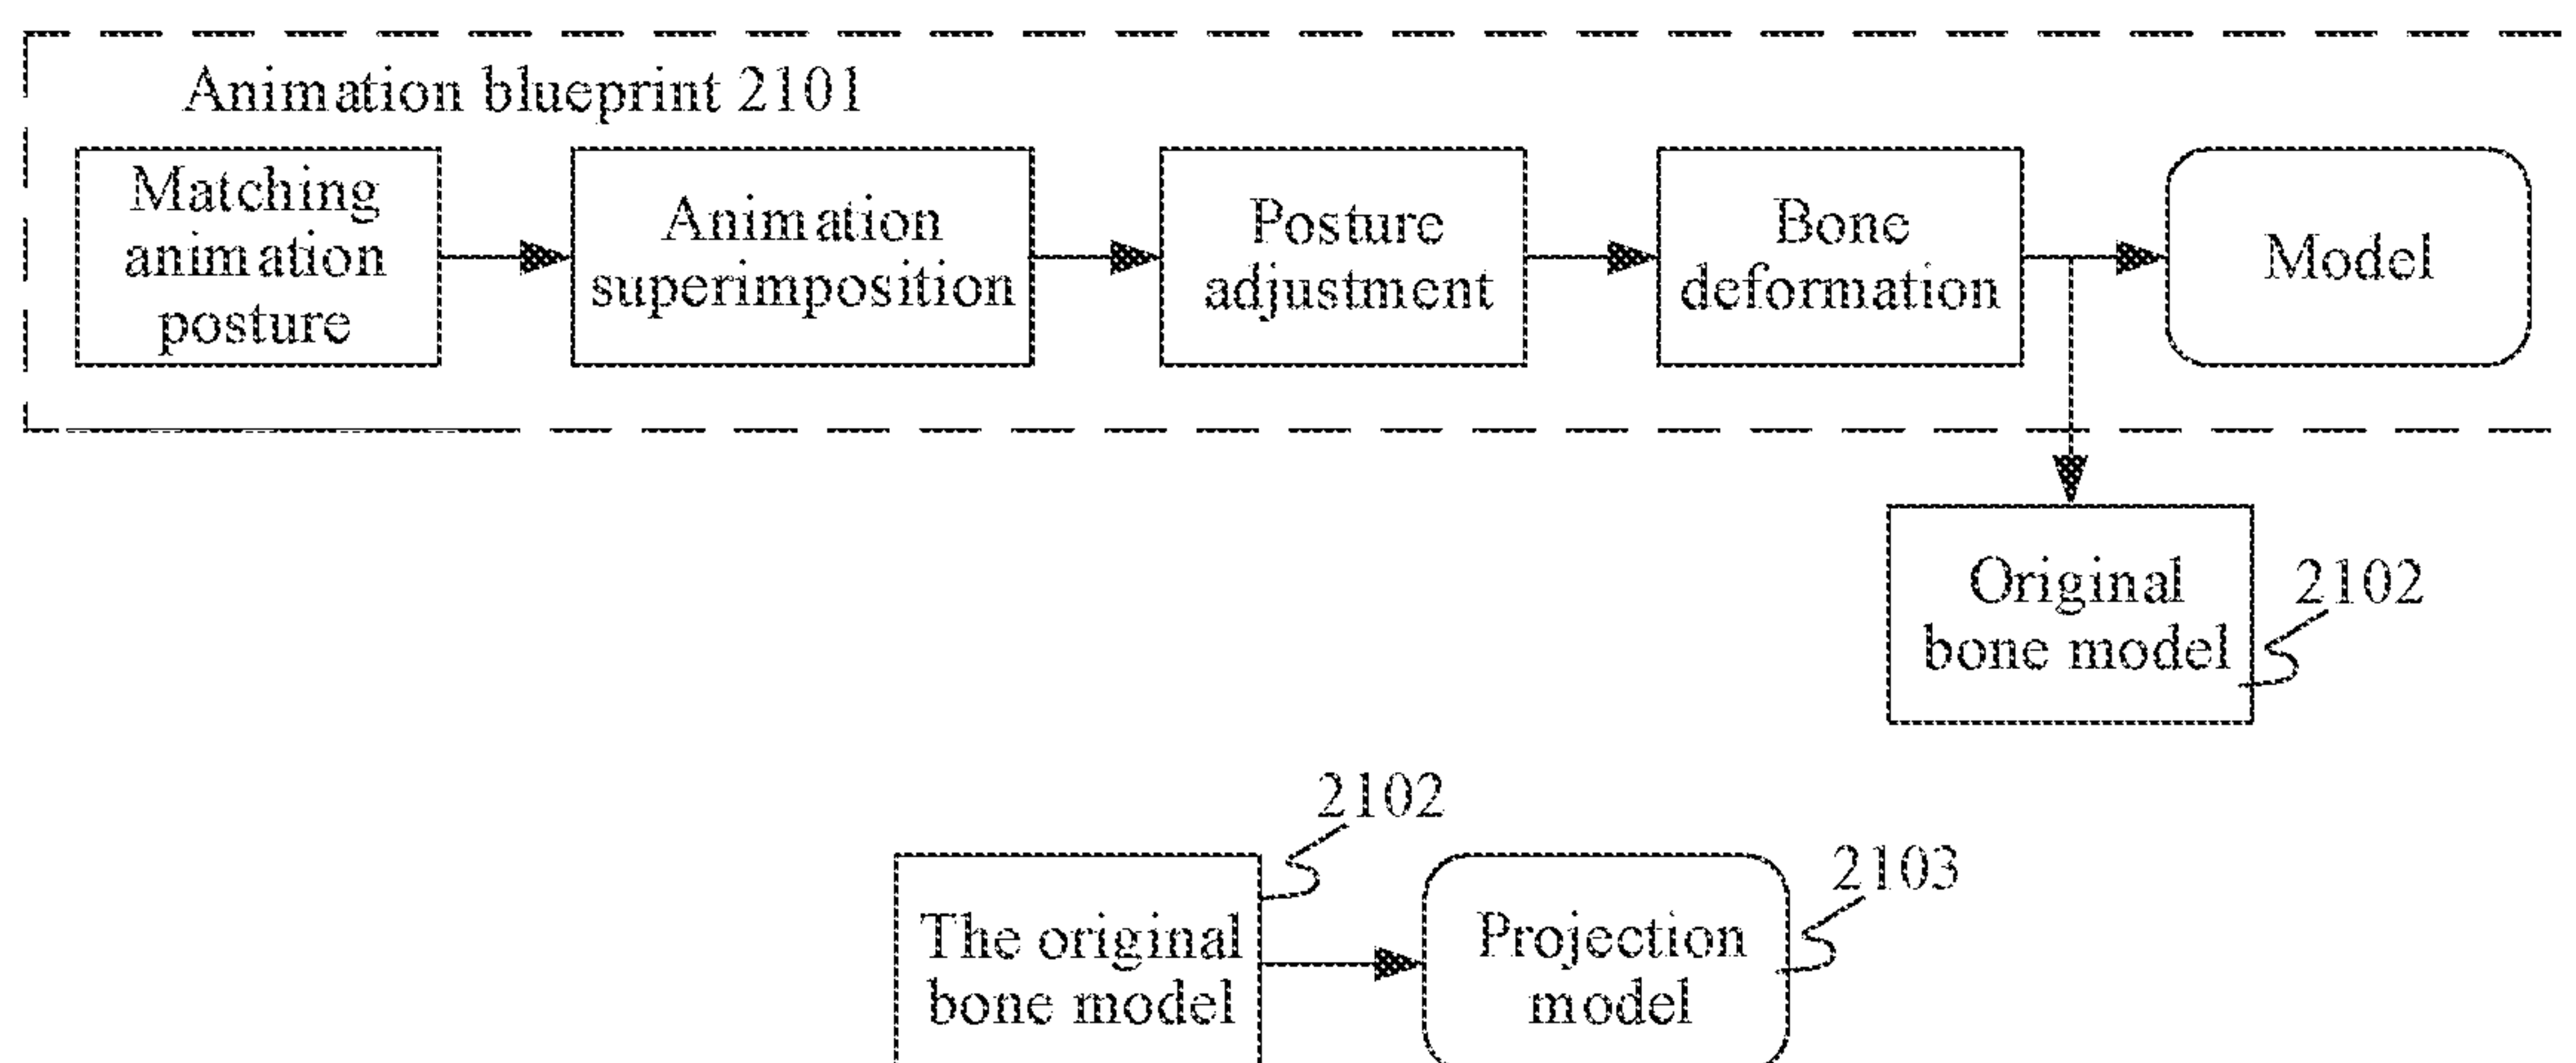 Animation blueprint 2101
Matching
animation
posture
Animation
superimposition
Posture
adjustment
Bone
deformation
Model
Original
bone model
2102
2102
The original
bone model
Projection
model
2103